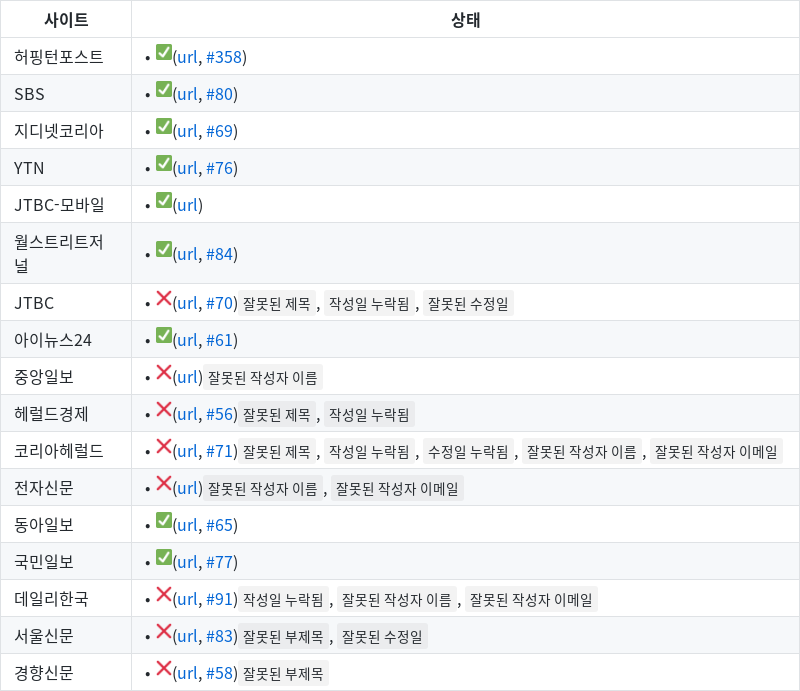 사이트 상태
허핑턴포스트 • ✅(url, #358)
SBS • ✅(url, #80)
지디넷코리아 • ✅(url, #69)
YTN • ✅(url, #76)
JTBC-모바일 • ✅(url)
월스트리트저
널 • ✅(url, #84)
JTBC • ❌(url, #70) 잘못된 제목 , 작성일 누락됨 , 잘못된 수정일
아이뉴스24 • ✅(url, #61)
중앙일보 • ❌(url) 잘못된 작성자 이름
헤럴드경제 • ❌(url, #56) 잘못된 제목 , 작성일 누락됨
코리아헤럴드 • ❌(url, #71) 잘못된 제목 , 작성일 누락됨 , 수정일 누락됨 , 잘못된 작성자 이름 , 잘못된 작성자 이메일
전자신문 • ❌(url) 잘못된 작성자 이름 , 잘못된 작성자 이메일
동아일보 • ✅(url, #65)
국민일보 • ✅(url, #77)
데일리한국 • ❌(url, #91) 작성일 누락됨 , 잘못된 작성자 이름 , 잘못된 작성자 이메일
서울신문 • ❌(url, #83) 잘못된 부제목 , 잘못된 수정일
경향신문 • ❌(url, #58) 잘못된 부제목